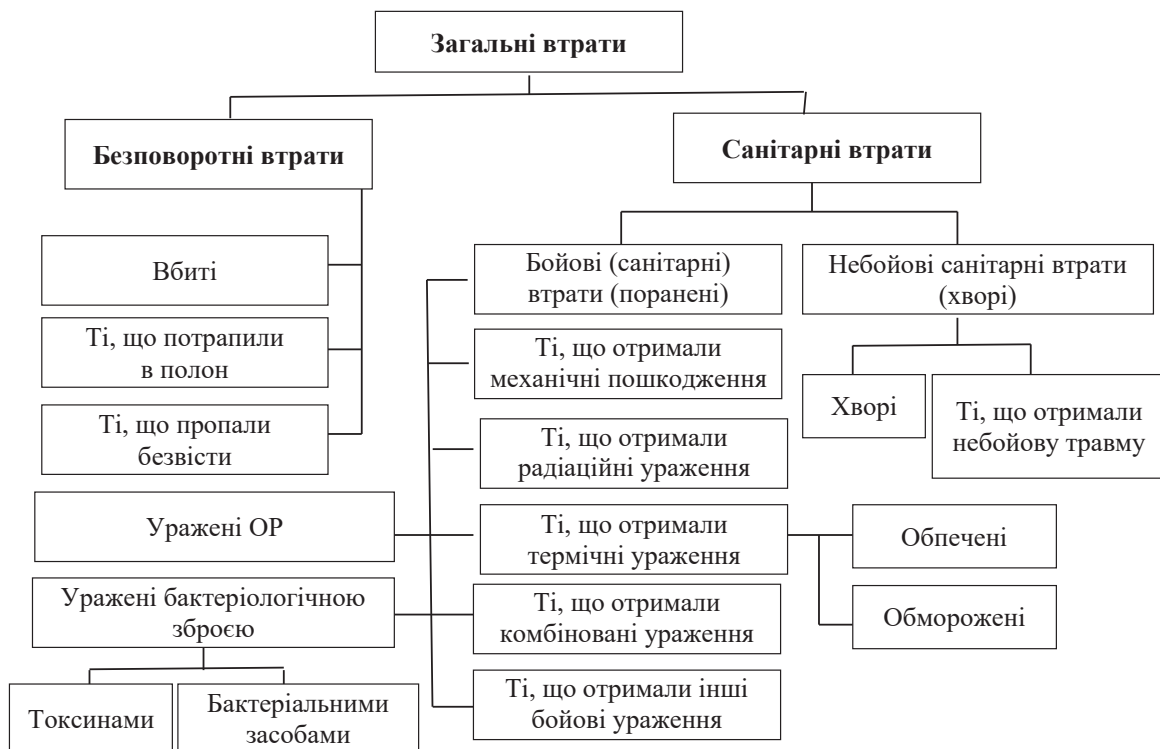 Загальні втрати
Безповоротні втрати
Санітарні втрати
Вбиті
Ті, що потрапили
в полон
Ті, що пропали
безвісти
Бойові (санітарні)
втрати (поранені)
Небойові санітарні втрати
(хворі)
Ті, що отримали
механічні пошкодження
Хворі
Ті, що отримали
небойову травму
Ті, що отримали
радіаційні ураження
Уражені ОР
Ті, що отримали
термічні ураження
Обпечені
Обморожені
Уражені бактеріологічною
зброєю
Ті, що отримали
комбіновані ураження
Токсинами
Бактеріальними
засобами
Ті, що отримали інші
бойові ураження